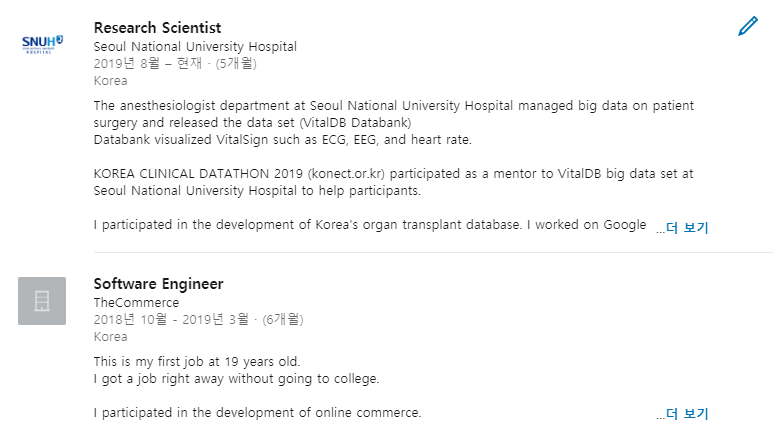 SNUH
SEOUL NATIONAL UNIVERSITY
HOSPITAL
Research Scientist
Seoul National University Hospital
2019년 8월 – 현재 · (5개월)
Korea
The anesthesiologist department at Seoul National University Hospital managed big data on patient
surgery and released the data set (VitalDB Databank)
Databank visualized VitalSign such as ECG, EEG, and heart rate.
KOREA CLINICAL DATATHON 2019 (konect.or.kr) participated as a mentor to VitalDB big data set at
Seoul National University Hospital to help participants.
I participated in the development of Korea's organ transplant database. I worked on Google ...더 보기
Software Engineer
TheCommerce
2018년 10월 - 2019년 3월 · (6개월)
Korea
This is my first job at 19 years old.
I got a job right away without going to college.
I participated in the development of online commerce. ...더 보기